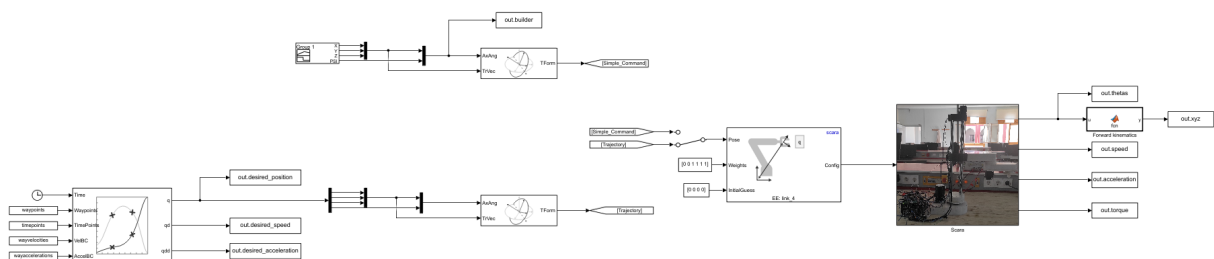 out.builder
Group 1
X
Y
Z
PSI
AxAng
TrVec
TForm
[Simple_Command]
[Simple_Command]
[Trajectory]
[0 0 1 1 1 1]
[0 0 0 0]
Pose
Weights
InitialGuess
scara
Config
EE: link_4
Scara
out.thetas
u
fcn
y
Forward kinematics
out.xyz
out.speed
out.acceleration
out.torque
waypoints
timepoints
wayvelocities
wayaccelerations
Time
Waypoints
TimePoints
VelBC
AccelBC
q
qd
qdd
out.desired_position
out.desired_speed
out.desired_acceleration
AxAng
TrVec
TForm
[Trajectory]